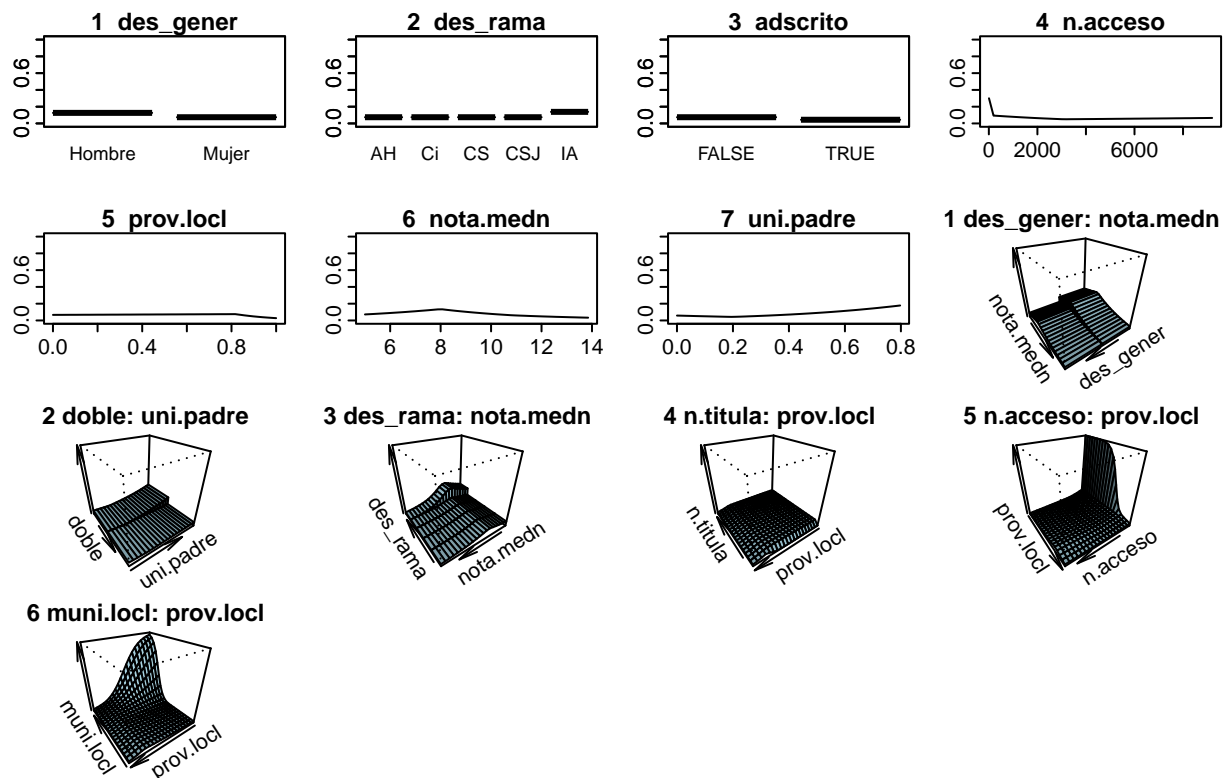 1 des_gener
2 des_rama
3 adscrito
4 n.acceso
0.0 0.6
Hombre Mujer
0.0 0.6
AH Ci CS CSJ IA
0.0 0.6
FALSE TRUE
0.0 0.6
0 2000 6000
5 prov.locl
6 nota.medn
7 uni.padre
1 des_gener: nota.medn
0.0 0.6
0.0 0.4 0.8
0.0 0.6
6 8 10 12 14
0.0 0.6
0.0 0.2 0.4 0.6 0.8
nota.medn
des_gener
2 doble: uni.padre
3 des_rama: nota.medn
4 n.titula: prov.locl
5 n.acceso: prov.locl
doble
uni.padre
des_rama
nota.medn
n.titula
prov.locl
prov.locl
n.acceso
6 muni.locl: prov.locl
muni.locl
prov.locl